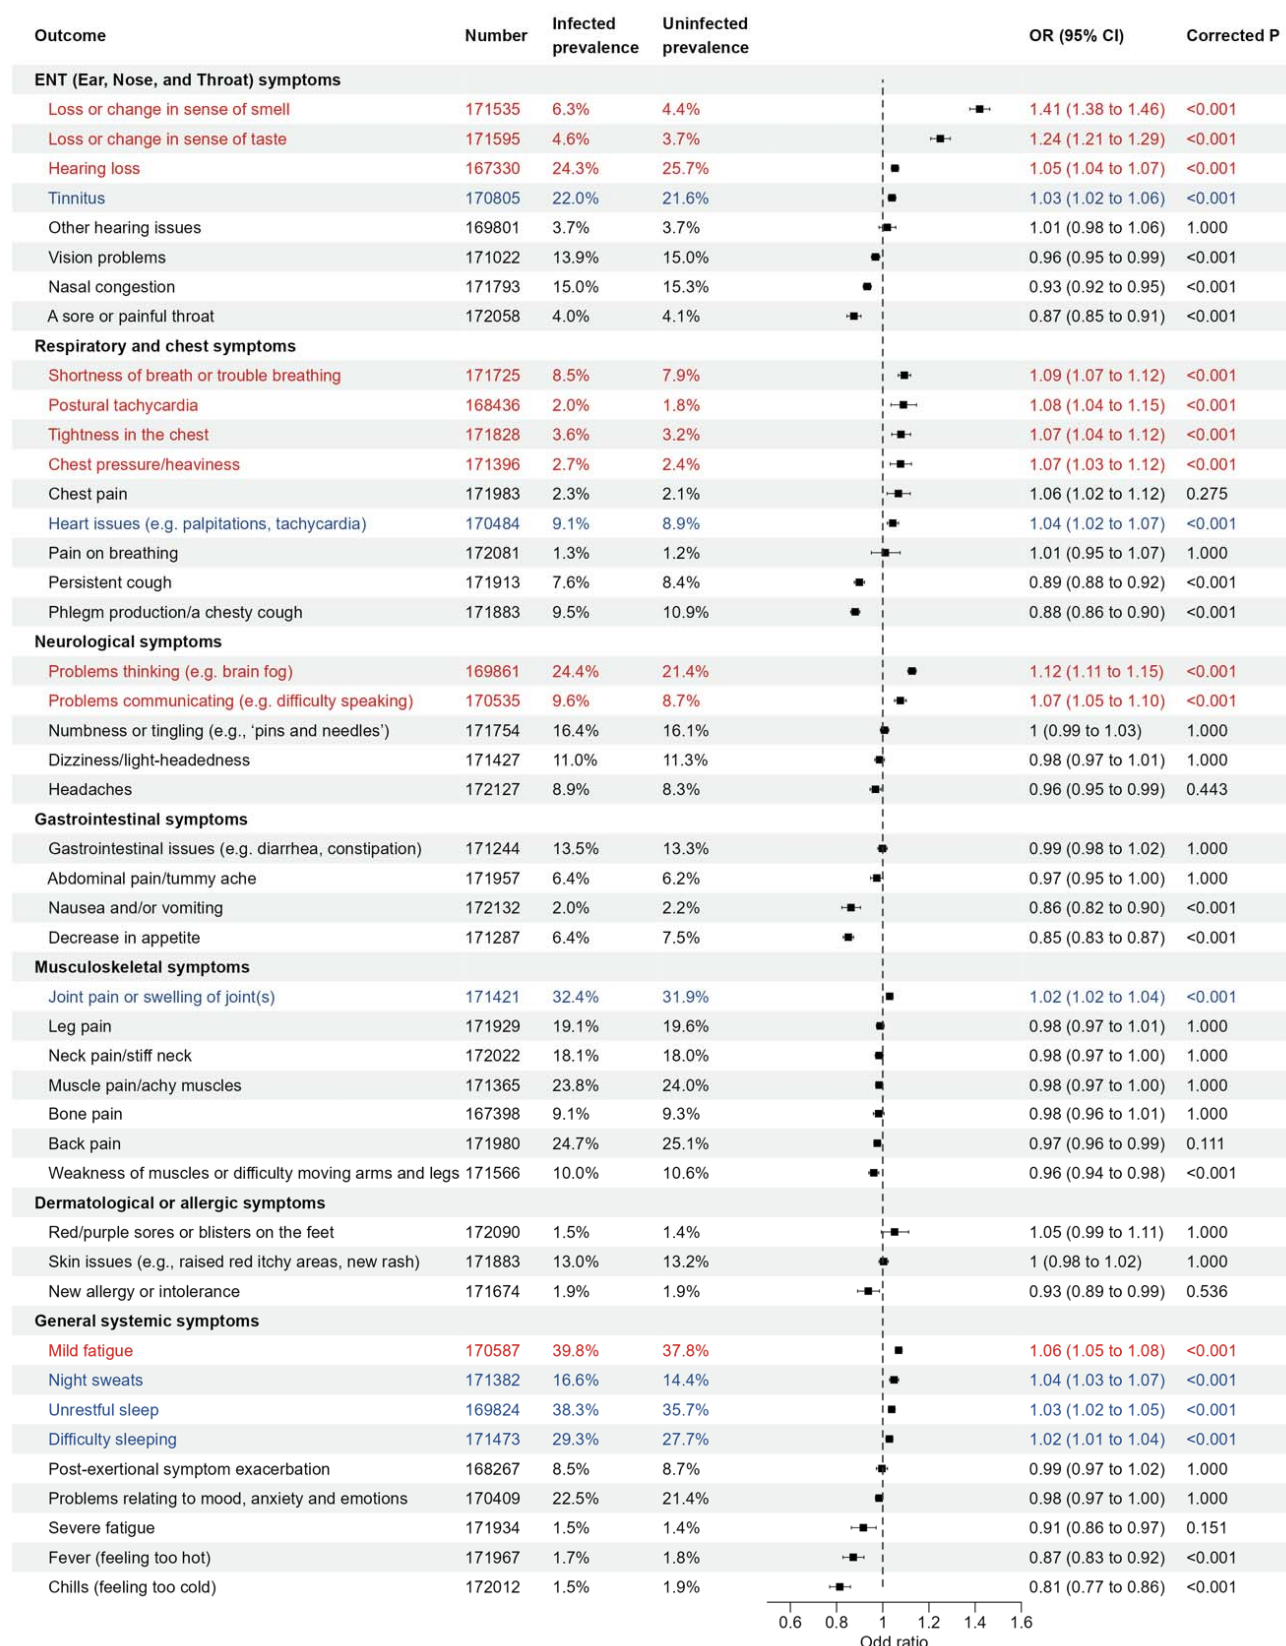 Outcome Number Infected prevalence Uninfected prevalence OR (95% CI) Corrected P
ENT (Ear, Nose, and Throat) symptoms
Loss or change in sense of smell 171535 6.3% 4.4% 1.41 (1.38 to 1.46) <0.001
Loss or change in sense of taste 171595 4.6% 3.7% 1.24 (1.21 to 1.29) <0.001
Hearing loss 167330 24.3% 25.7% 1.05 (1.04 to 1.07) <0.001
Tinnitus 170805 22.0% 21.6% 1.03 (1.02 to 1.06) <0.001
Other hearing issues 169801 3.7% 3.7% 1.01 (0.98 to 1.06) 1.000
Vision problems 171022 13.9% 15.0% 0.96 (0.95 to 0.99) <0.001
Nasal congestion 171793 15.0% 15.3% 0.93 (0.92 to 0.95) <0.001
A sore or painful throat 172058 4.0% 4.1% 0.87 (0.85 to 0.91) <0.001
Respiratory and chest symptoms
Shortness of breath or trouble breathing 171725 8.5% 7.9% 1.09 (1.07 to 1.12) <0.001
Postural tachycardia 168436 2.0% 1.8% 1.08 (1.04 to 1.15) <0.001
Tightness in the chest 171828 3.6% 3.2% 1.07 (1.04 to 1.12) <0.001
Chest pressure/heaviness 171396 2.7% 2.4% 1.07 (1.03 to 1.12) <0.001
Chest pain 171983 2.3% 2.1% 1.06 (1.02 to 1.12) 0.275
Heart issues (e.g. palpitations, tachycardia) 170484 9.1% 8.9% 1.04 (1.02 to 1.07) <0.001
Pain on breathing 172081 1.3% 1.2% 1.01 (0.95 to 1.07) 1.000
Persistent cough 171913 7.6% 8.4% 0.89 (0.88 to 0.92) <0.001
Phlegm production/a chesty cough 171883 9.5% 10.9% 0.88 (0.86 to 0.90) <0.001
Neurological symptoms
Problems thinking (e.g. brain fog) 169861 24.4% 21.4% 1.12 (1.11 to 1.15) <0.001
Problems communicating (e.g. difficulty speaking) 170535 9.6% 8.7% 1.07 (1.05 to 1.10) <0.001
Numbness or tingling (e.g., ‘pins and needles’) 171754 16.4% 16.1% 1 (0.99 to 1.03) 1.000
Dizziness/light-headedness 171427 11.0% 11.3% 0.98 (0.97 to 1.01) 1.000
Headaches 172127 8.9% 8.3% 0.96 (0.95 to 0.99) 0.443
Gastrointestinal symptoms
Gastrointestinal issues (e.g. diarrhea, constipation) 171244 13.5% 13.3% 0.99 (0.98 to 1.02) 1.000
Abdominal pain/tummy ache 171957 6.4% 6.2% 0.97 (0.95 to 1.00) 1.000
Nausea and/or vomiting 172132 2.0% 2.2% 0.86 (0.82 to 0.90) <0.001
Decrease in appetite 171287 6.4% 7.5% 0.85 (0.83 to 0.87) <0.001
Musculoskeletal symptoms
Joint pain or swelling of joint(s) 171421 32.4% 31.9% 1.02 (1.02 to 1.04) <0.001
Leg pain 171929 19.1% 19.6% 0.98 (0.97 to 1.01) 1.000
Neck pain/stiff neck 172022 18.1% 18.0% 0.98 (0.97 to 1.00) 1.000
Muscle pain/achy muscles 171365 23.8% 24.0% 0.98 (0.97 to 1.00) 1.000
Bone pain 167398 9.1% 9.3% 0.98 (0.96 to 1.01) 1.000
Back pain 171980 24.7% 25.1% 0.97 (0.96 to 0.99) 0.111
Weakness of muscles or difficulty moving arms and legs 171566 10.0% 10.6% 0.96 (0.94 to 0.98) <0.001
Dermatological or allergic symptoms
Red/purple sores or blisters on the feet 172090 1.5% 1.4% 1.05 (0.99 to 1.11) 1.000
Skin issues (e.g., raised red itchy areas, new rash) 171883 13.0% 13.2% 1 (0.98 to 1.02) 1.000
New allergy or intolerance 171674 1.9% 1.9% 0.93 (0.89 to 0.99) 0.536
General systemic symptoms
Mild fatigue 170587 39.8% 37.8% 1.06 (1.05 to 1.08) <0.001
Night sweats 171382 16.6% 14.4% 1.04 (1.03 to 1.07) <0.001
Unrestful sleep 169824 38.3% 35.7% 1.03 (1.02 to 1.05) <0.001
Difficulty sleeping 171473 29.3% 27.7% 1.02 (1.01 to 1.04) <0.001
Post-exertional symptom exacerbation 168267 8.5% 8.7% 0.99 (0.97 to 1.02) 1.000
Problems relating to mood, anxiety and emotions 170409 22.5% 21.4% 0.98 (0.97 to 1.00) 1.000
Severe fatigue 171934 1.5% 1.4% 0.91 (0.86 to 0.97) 0.151
Fever (feeling too hot) 171967 1.7% 1.8% 0.87 (0.83 to 0.92) <0.001
Chills (feeling too cold) 172012 1.5% 1.9% 0.81 (0.77 to 0.86) <0.001
0.6 0.8 1 1.2 1.4 1.6
Odd ratio